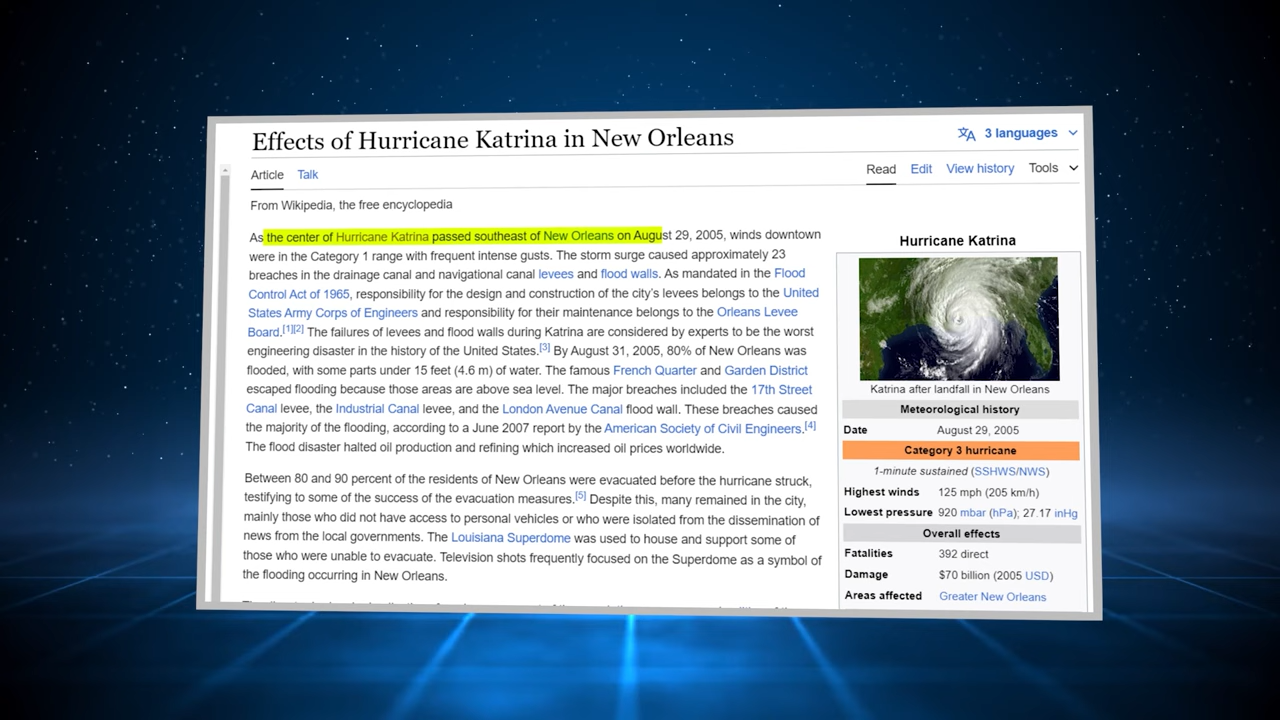 Effects of Hurricane Katrina in New Orleans
3 languages
Article Talk
Read Edit View history Tools
From Wikipedia, the free encyclopedia
As the center of Hurricane Katrina passed southeast of New Orleans on August 29, 2005, winds downtown
were in the Category 1 range with frequent intense gusts. The storm surge caused approximately 23
breaches in the drainage canal and navigational canal levees and flood walls. As mandated in the Flood
Control Act of 1965, responsibility for the design and construction of the city's levees belongs to the United
States Army Corps of Engineers and responsibility for their maintenance belongs to the Orleans Levee
Board.[1][2] The failures of levees and flood walls during Katrina are considered by experts to be the worst
engineering disaster in the history of the United States.[3] By August 31, 2005, 80% of New Orleans was
flooded, with some parts under 15 feet (4.6 m) of water. The famous French Quarter and Garden District
escaped flooding because those areas are above sea level. The major breaches included the 17th Street
Canal levee, the Industrial Canal levee, and the London Avenue Canal flood wall. These breaches caused
the majority of the flooding, according to a June 2007 report by the American Society of Civil Engineers.[4]
The flood disaster halted oil production and refining which increased oil prices worldwide.
Between 80 and 90 percent of the residents of New Orleans were evacuated before the hurricane struck,
testifying to some of the success of the evacuation measures.[5] Despite this, many remained in the city,
mainly those who did not have access to personal vehicles or who were isolated from the dissemination of
news from the local governments. The Louisiana Superdome was used to house and support some of
those who were unable to evacuate. Television shots frequently focused on the Superdome as a symbol of
the flooding occurring in New Orleans.
Hurricane Katrina
Katrina after landfall in New Orleans
Meteorological history
Date August 29, 2005
Category 3 hurricane
1-minute sustained (SSHWS/NWS)
Highest winds 125 mph (205 km/h)
Lowest pressure 920 mbar (hPa); 27.17 inHg
Overall effects
Fatalities 392 direct
Damage $70 billion (2005 USD)
Areas affected Greater New Orleans